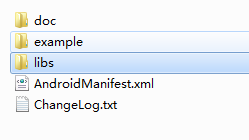 doc
example
libs
AndroidManifest.xml
ChangeLog.txt